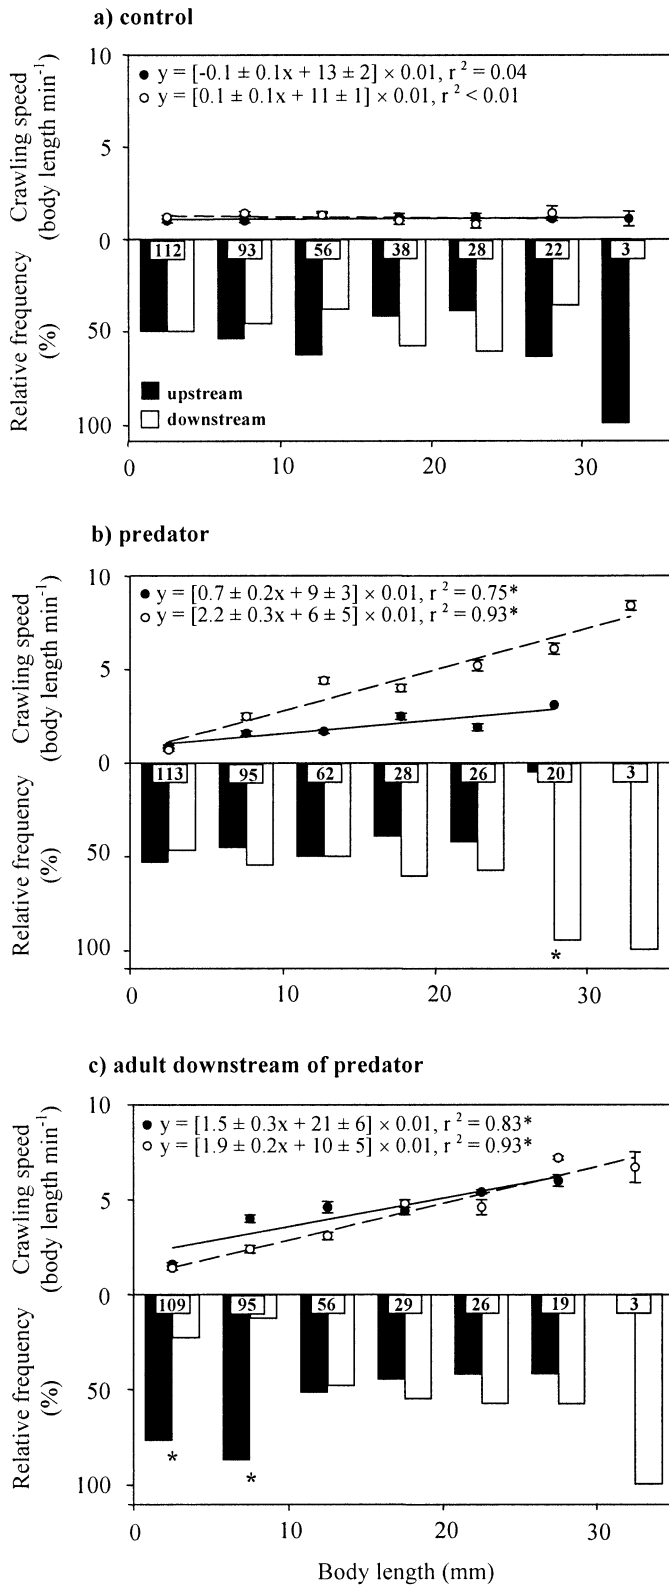 a) control
10
● y = [-0.1 ± 0.1x + 13 ± 2] × 0.01, r² = 0.04
○ y = [0.1 ± 0.1x + 11 ± 1] × 0.01, r² < 0.01
Crawling speed
(body length min⁻¹)
5
0
112 93 56 38 28 22 3
Relative frequency
(%)
50
upstream
downstream
100
0 10 20 30
b) predator
10
● y = [0.7 ± 0.2x + 9 ± 3] × 0.01, r² = 0.75*
○ y = [2.2 ± 0.3x + 6 ± 5] × 0.01, r² = 0.93*
Crawling speed
(body length min⁻¹)
5
0
113 95 62 28 26 20 3
Relative frequency
(%)
50
100
*
0 10 20 30
c) adult downstream of predator
10
● y = [1.5 ± 0.3x + 21 ± 6] × 0.01, r² = 0.83*
○ y = [1.9 ± 0.2x + 10 ± 5] × 0.01, r² = 0.93*
Crawling speed
(body length min⁻¹)
5
0
109 95 56 29 26 19 3
Relative frequency
(%)
50
* *
100
0 10 20 30
Body length (mm)